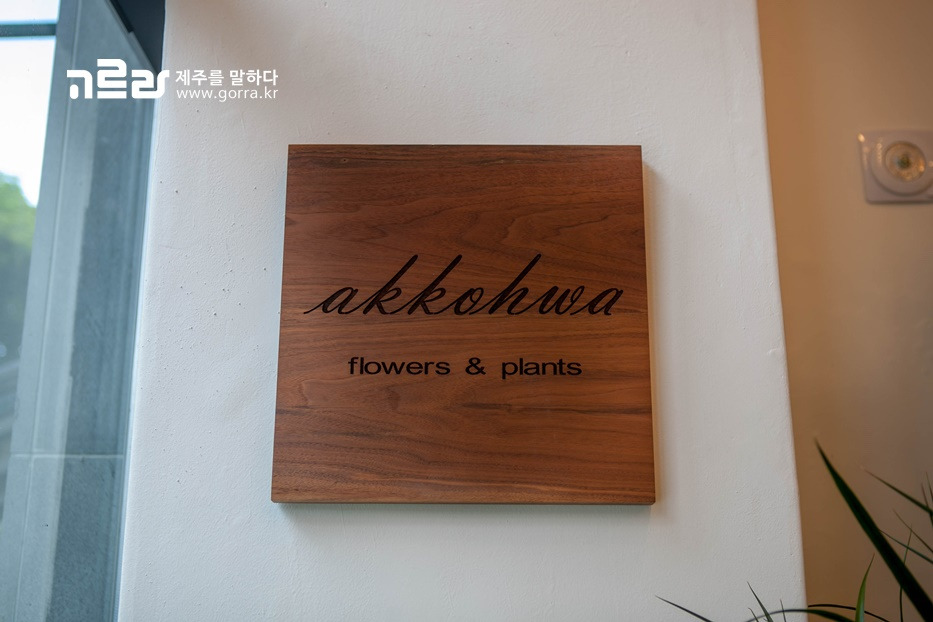 고라 제주를 말하다
www.gorra.kr
akkohwa
flowers & plants